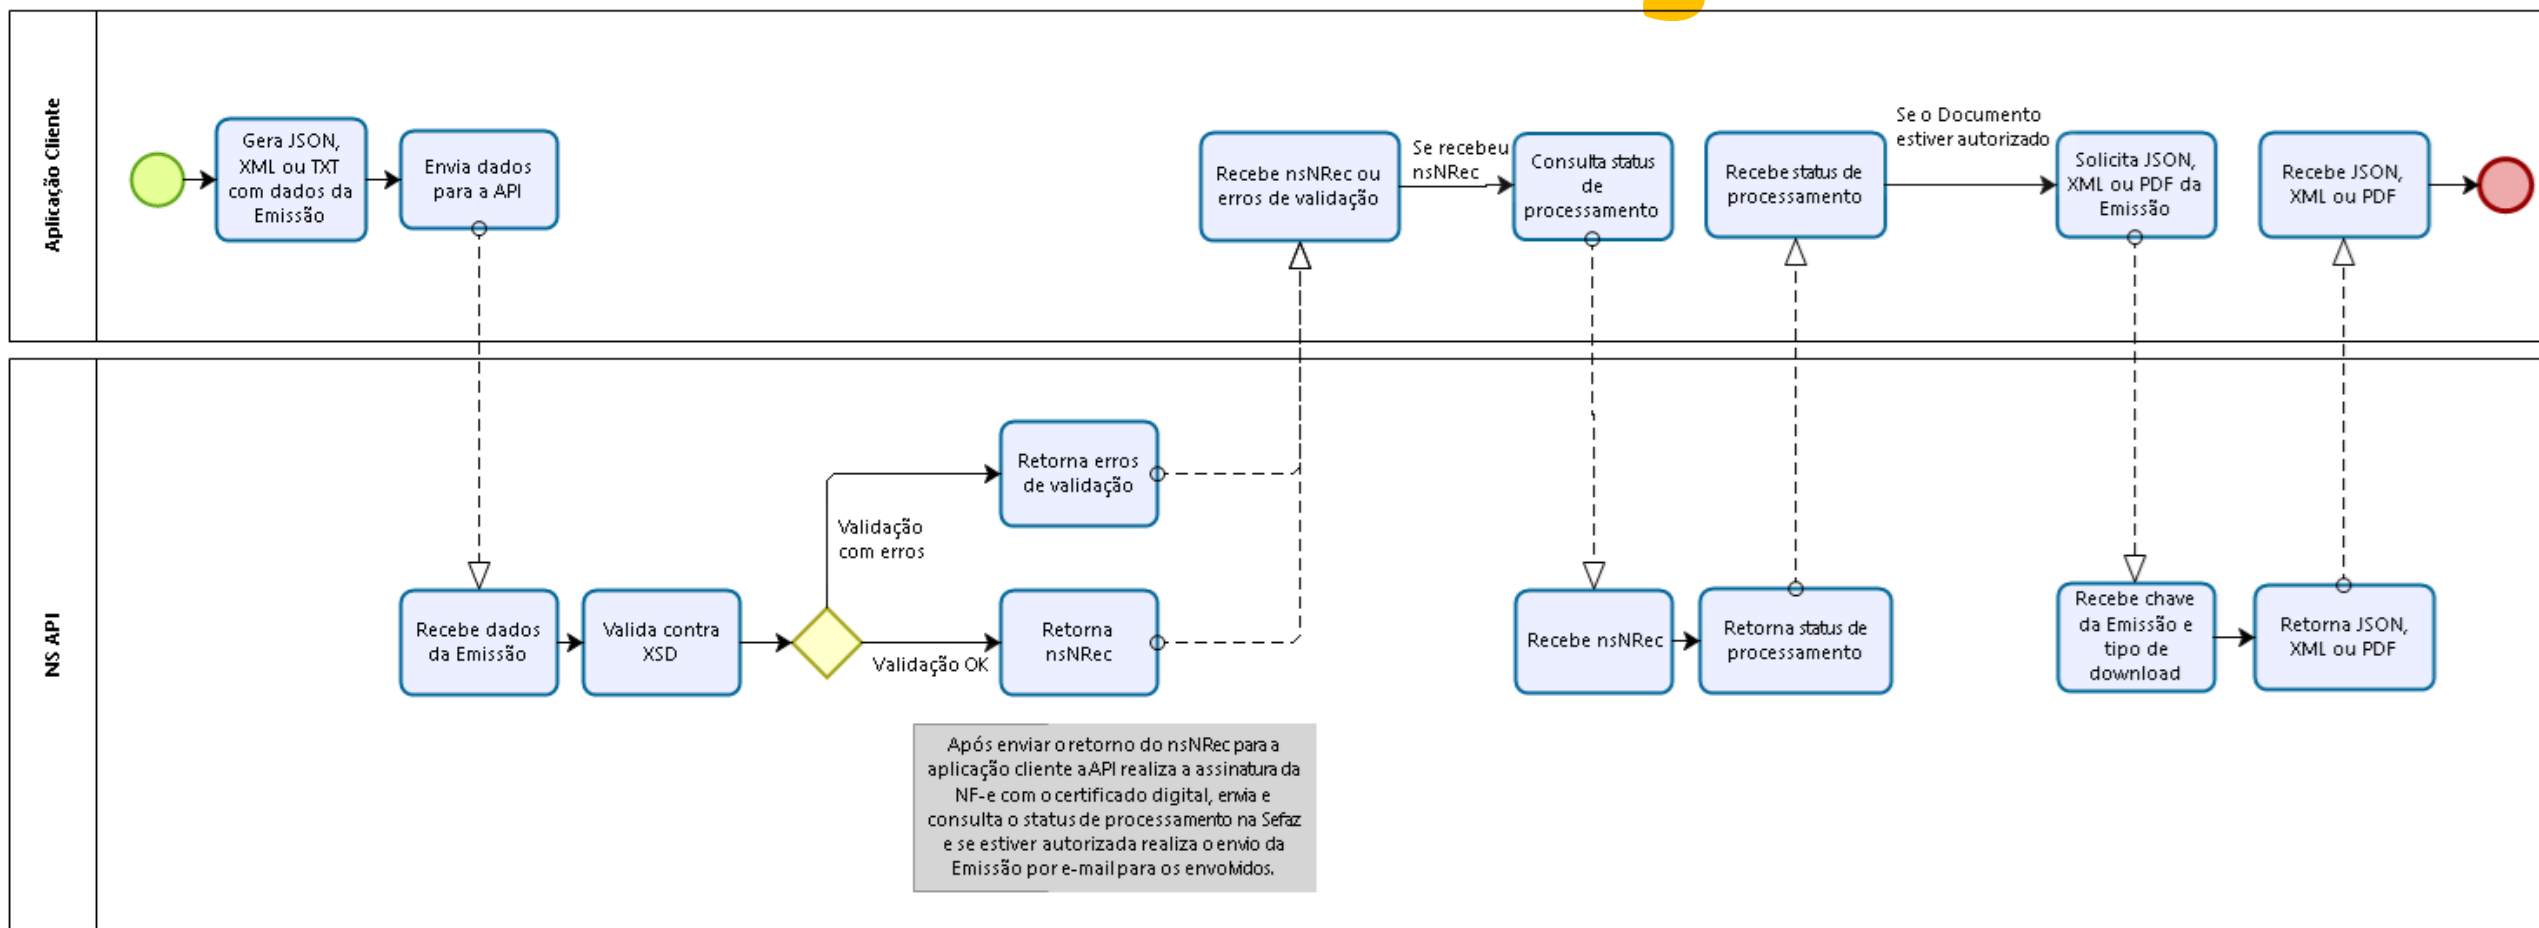 Aplicação Cliente
Gera JSON,
XML ou TXT
com dados da
Emissão
Envia dados
para a API
Recebe nsNRec ou
erros de validação
Se recebeu
nsNRec
Consulta status
de
processamento
Recebe status de
processamento
Se o Documento
estiver autorizado
Solicita JSON,
XML ou PDF da
Emissão
Recebe JSON,
XML ou PDF
NS API
Recebe dados
da Emissão
Valida contra
XSD
Validação
com erros
Retorna erros
de validação
Validação OK
Retorna
nsNRec
Recebe nsNRec
Retorna status de
processamento
Recebe chave
da Emissão e
tipo de
download
Retorna JSON,
XML ou PDF
Após enviar o retorno do nsNRec para a
aplicação cliente a API realiza a assinatura da
NF-e com o certificado digital, envia e
consulta o status de processamento na Sefaz
e se estiver autorizada realiza o envio da
Emissão por e-mail para os envolvidos.